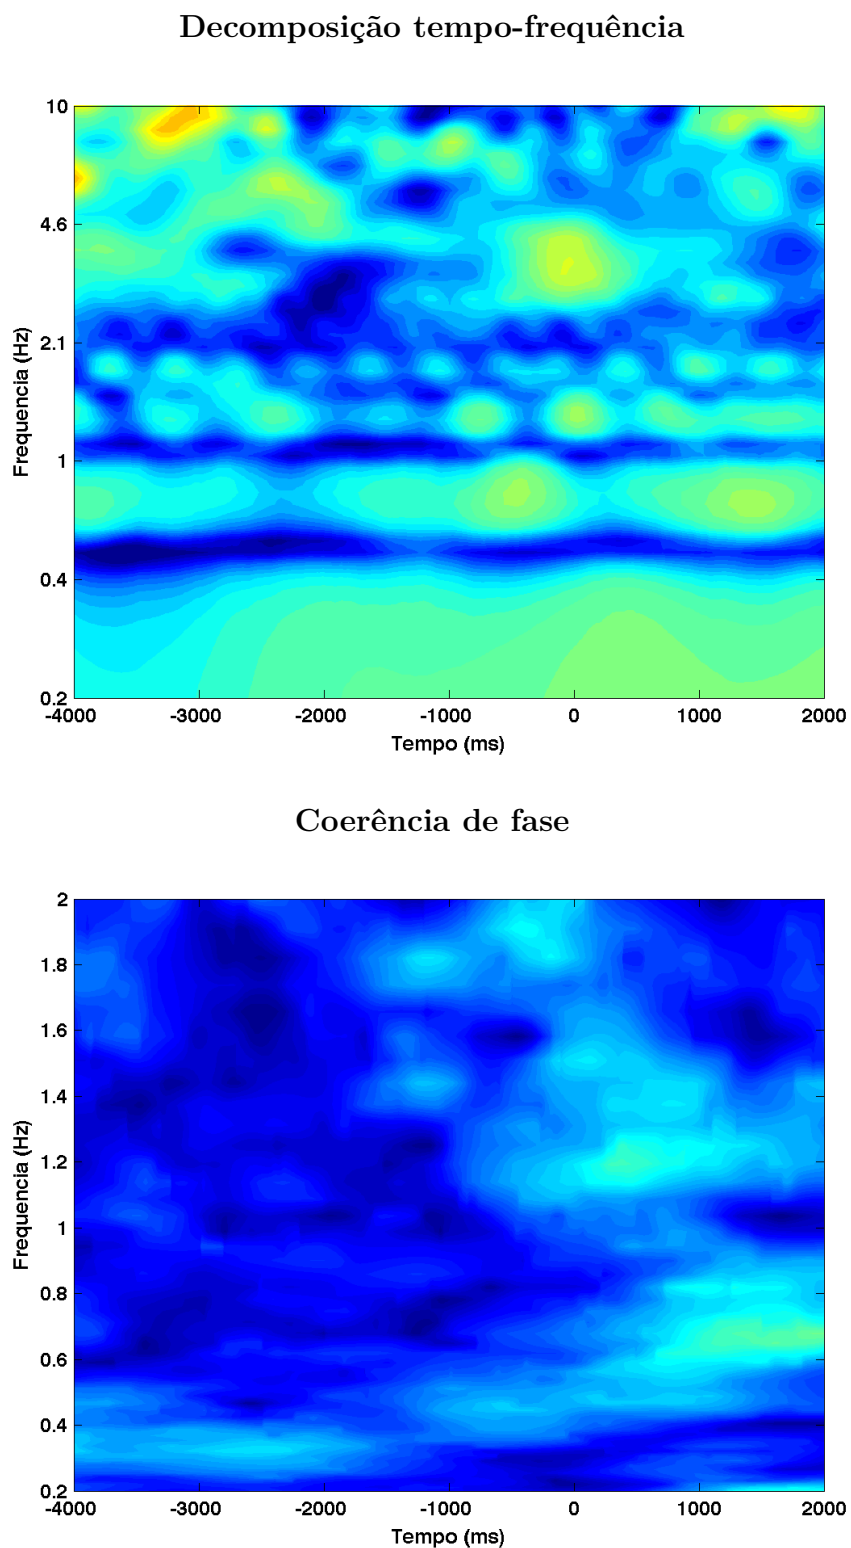 Decomposição tempo-frequência
10
4.6
2.1
1
0.4
0.2
Frequencia (Hz)
-4000 -3000 -2000 -1000 0 1000 2000
Tempo (ms)
Coerência de fase
2
1.8
1.6
1.4
1.2
1
0.8
0.6
0.4
0.2
Frequencia (Hz)
-4000 -3000 -2000 -1000 0 1000 2000
Tempo (ms)